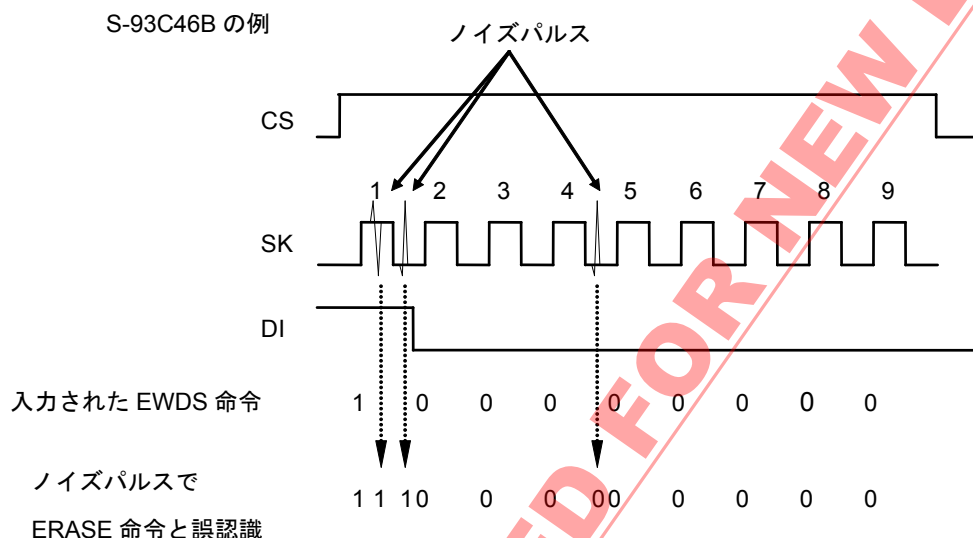 S-93C46B の例
ノイズパルス
CS
1 2 3 4 5 6 7 8 9
SK
DI
入力された EWDS 命令 1 0 0 0 0 0 0 0 0
ノイズパルスで
1 1 10 0 0 00 0 0 0 0
ERASE 命令と誤認識
ED FOR NEW